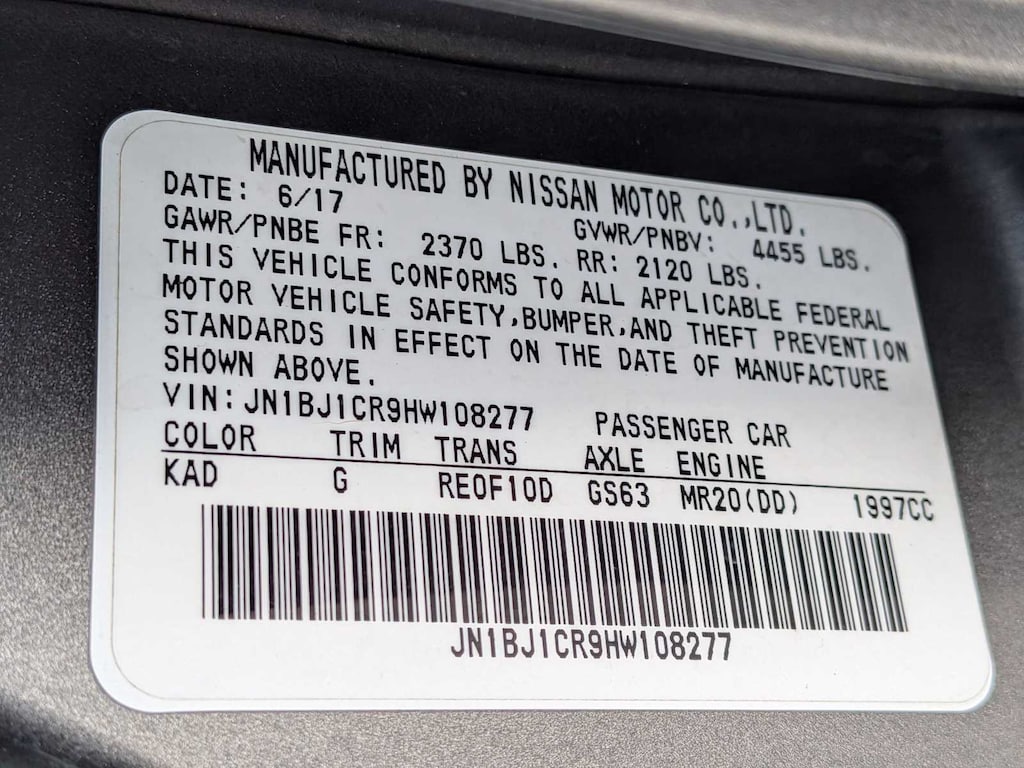 MANUFACTURED BY NISSAN MOTOR CO.,LTD.
DATE: 6/17 GVWR/PNBV: 4455 LBS.
GAWR/PNBE FR: 2370 LBS. RR: 2120 LBS.
THIS VEHICLE CONFORMS TO ALL APPLICABLE FEDERAL
MOTOR VEHICLE SAFETY,BUMPER,AND THEFT PREVENTION
STANDARDS IN EFFECT ON THE DATE OF MANUFACTURE
SHOWN ABOVE.
VIN:JN1BJ1CR9HW108277 PASSENGER CAR
COLOR TRIM TRANS AXLE ENGINE
KAD G RE0F10D GS63 MR20(DD) 1997CC
JN1BJ1CR9HW108277